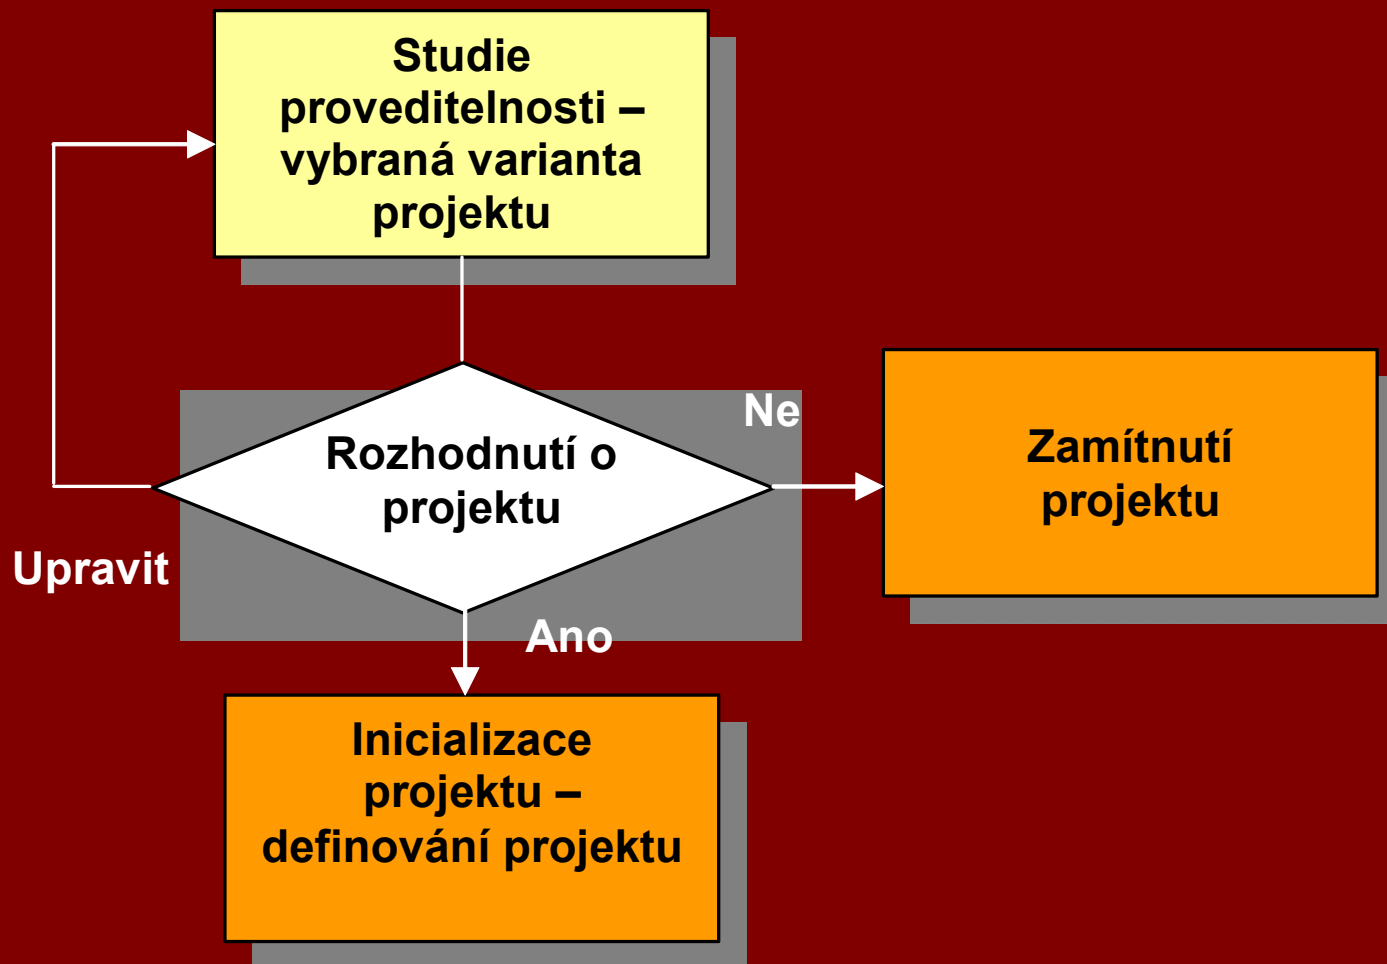 Studie
proveditelnosti –
vybraná varianta
projektu
Ne
Rozhodnutí o
projektu
Zamítnutí
projektu
Upravit
Ano
Inicializace
projektu –
definování projektu